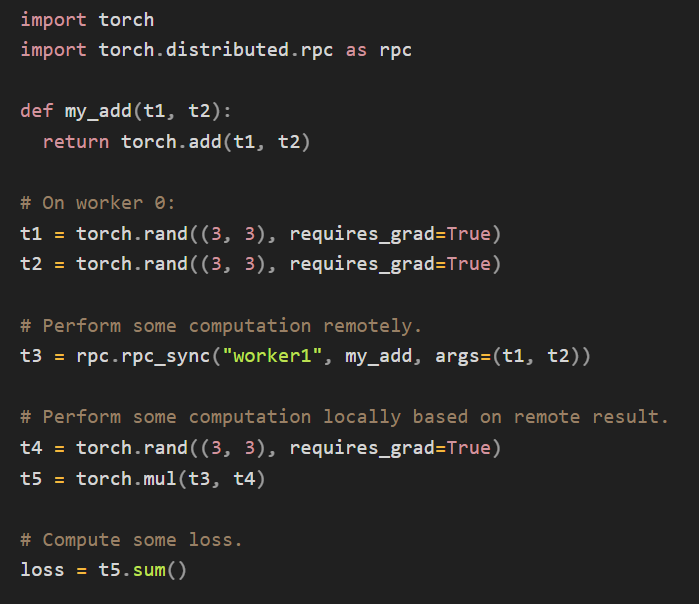 import torch
import torch.distributed.rpc as rpc
def my_add(t1, t2):
  return torch.add(t1, t2)
# On worker 0:
t1 = torch.rand((3, 3), requires_grad=True)
t2 = torch.rand((3, 3), requires_grad=True)
# Perform some computation remotely.
t3 = rpc.rpc_sync("worker1", my_add, args=(t1, t2))
# Perform some computation locally based on remote result.
t4 = torch.rand((3, 3), requires_grad=True)
t5 = torch.mul(t3, t4)
# Compute some loss.
loss = t5.sum()